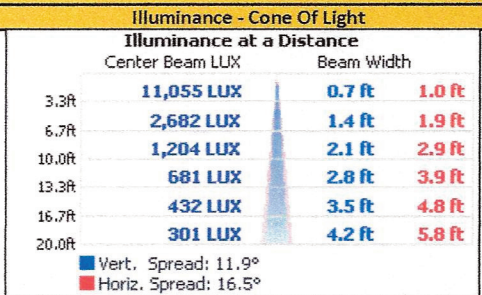 Illuminance - Cone Of Light
Illuminance at a Distance
Center Beam LUX Beam Width
3.3ft 11,055 LUX 0.7 ft 1.0 ft
6.7ft 2,682 LUX 1.4 ft 1.9 ft
10.0ft 1,204 LUX 2.1 ft 2.9 ft
13.3ft 681 LUX 2.8 ft 3.9 ft
16.7ft 432 LUX 3.5 ft 4.8 ft
20.0ft 301 LUX 4.2 ft 5.8 ft
Vert. Spread: 11.9°
Horiz. Spread: 16.5°